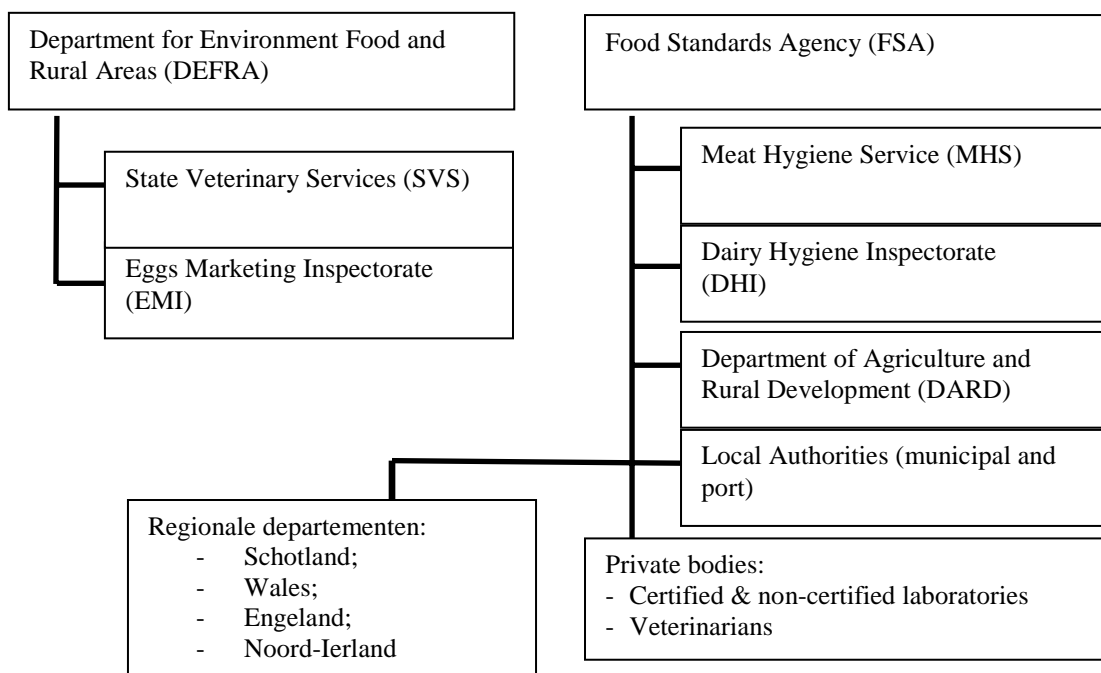 Department for Environment Food and
Rural Areas (DEFRA)
State Veterinary Services (SVS)
Eggs Marketing Inspectorate
(EMI)
Food Standards Agency (FSA)
Meat Hygiene Service (MHS)
Dairy Hygiene Inspectorate
(DHI)
Department of Agriculture and
Rural Development (DARD)
Local Authorities (municipal and
port)
Regionale departementen:
- Schotland;
- Wales;
- Engeland;
- Noord-Ierland
Private bodies:
- Certified & non-certified laboratories
- Veterinarians